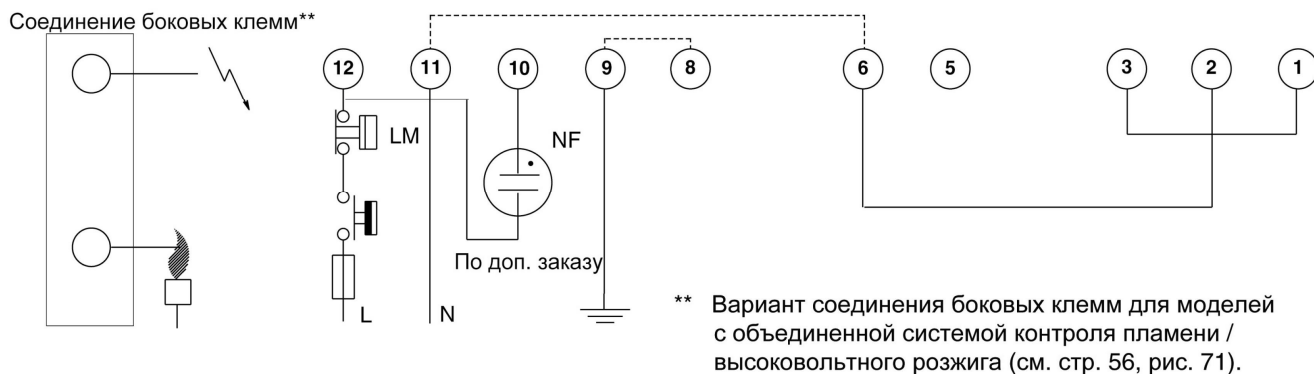 Соединение боковых клемм**
12 11 10 9 8 6 5 3 2 1
LM
NF
По доп. заказу
L
N
** Вариант соединения боковых клемм для моделей
с объединенной системой контроля пламени /
высоковольтного розжига (см. стр. 56, рис. 71).